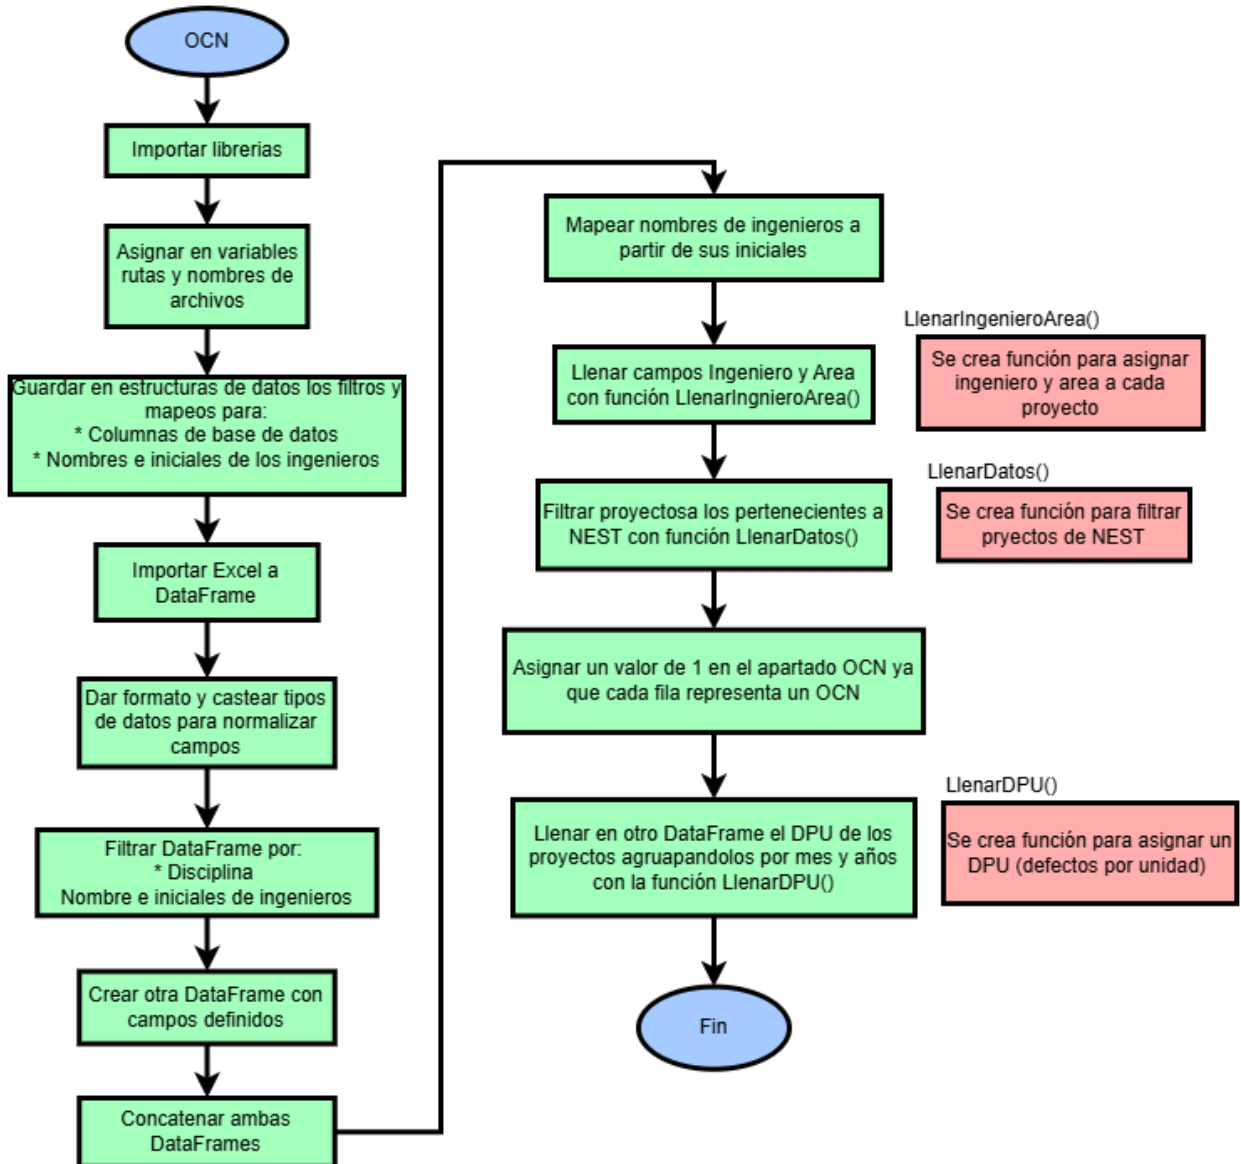 OCN
Importar librerias
Asignar en variables
rutas y nombres de
archivos
Guardar en estructuras de datos los filtros y
mapeos para:
* Columnas de base de datos
* Nombres e iniciales de los ingenieros
Importar Excel a
DataFrame
Dar formato y castear tipos
de datos para normalizar
campos
Filtrar DataFrame por:
* Disciplina
Nombre e iniciales de ingenieros
Crear otra DataFrame con
campos definidos
Concatenar ambas
DataFrames
Mapear nombres de ingenieros a
partir de sus iniciales
Llenar campos Ingeniero y Area
con función LlenarIngnieroArea()
LlenarIngenieroArea()
Se crea función para asignar
ingeniero y area a cada
proyecto
Filtrar proyectosa los pertenecientes a
NEST con función LlenarDatos()
LlenarDatos()
Se crea función para filtrar
pryectos de NEST
Asignar un valor de 1 en el apartado OCN ya
que cada fila representa un OCN
Llenar en otro DataFrame el DPU de los
proyectos agruapandolos por mes y años
con la función LlenarDPU()
LlenarDPU()
Se crea función para asignar un
DPU (defectos por unidad)
Fin